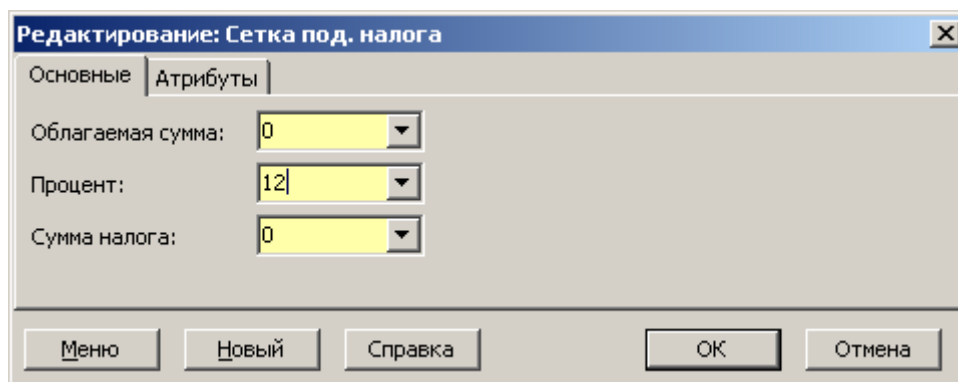 Редактирование: Сетка под. налога
Основные Атрибуты
Облагаемая сумма: 0
Процент: 12
Сумма налога: 0
Меню Новый Справка ОК Отмена